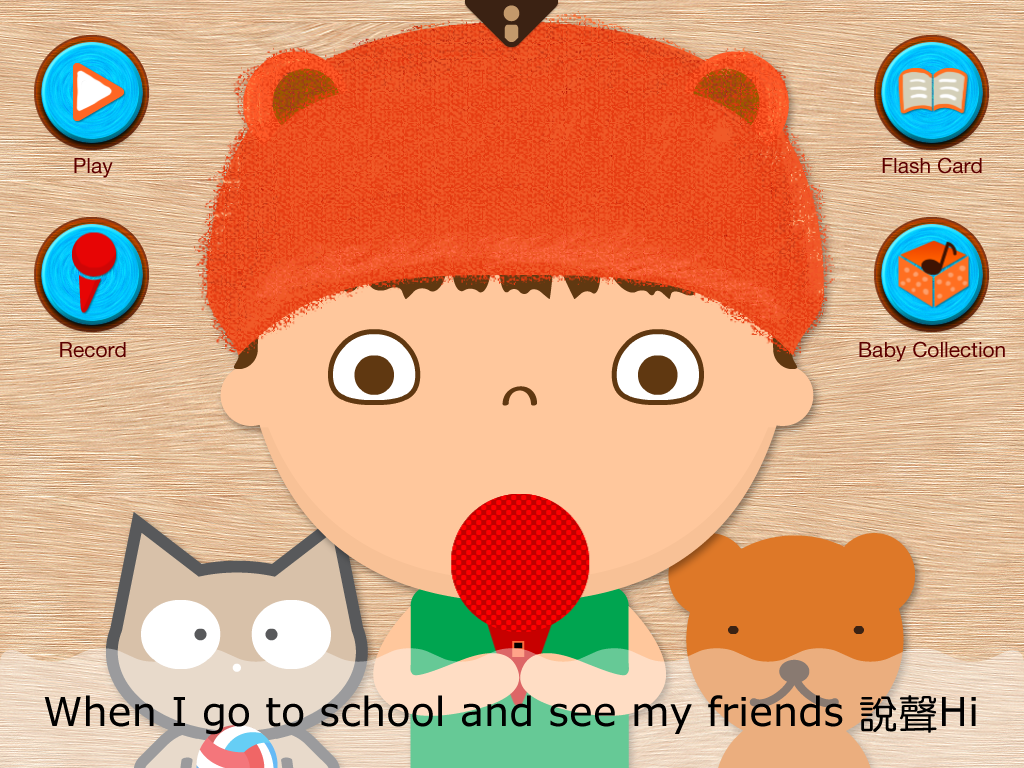 Play
Flash Card
Record
Baby Collection
When I go to school and see my friends 說聲Hi